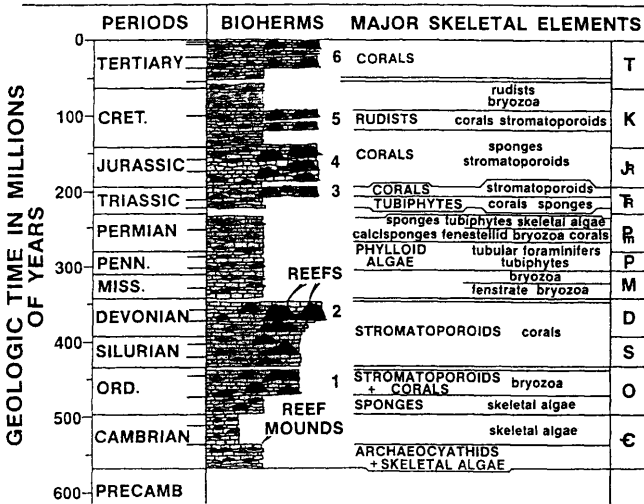 PERIODS BIOHERMS MAJOR SKELETAL ELEMENTS
GEOLOGIC TIME IN MILLIONS
OF YEARS
0
100
200
300
400
500
600
TERTIARY
CRET.
JURASSIC
TRIASSIC
PERMIAN
PENN.
MISS.
DEVONIAN
SILURIAN
ORD.
CAMBRIAN
PRECAMB
REEFS
REEF
MOUNDS
6
5
4
3
2
1
CORALS
rudists
bryozoa
RUDISTS corals stromatoporoids
CORALS
sponges
stromatoporoids
CORALS stromatoporoids
TUBIPHYTES corals sponges
sponges tubiphytes skeletal algae
calcisponges fenestellid bryozoa corals
PHYLLOID
ALGAE
tubular foraminifers
tubiphytes
bryozoa
fenstrate bryozoa
STROMATOPOROIDS corals
STROMATOPOROIDS
+ CORALS
bryozoa
SPONGES skeletal algae
skeletal algae
ARCHAEOCYATHIDS
+ SKELETAL ALGAE
T
K
JR
TR
Pm
P
M
D
S
O
Є